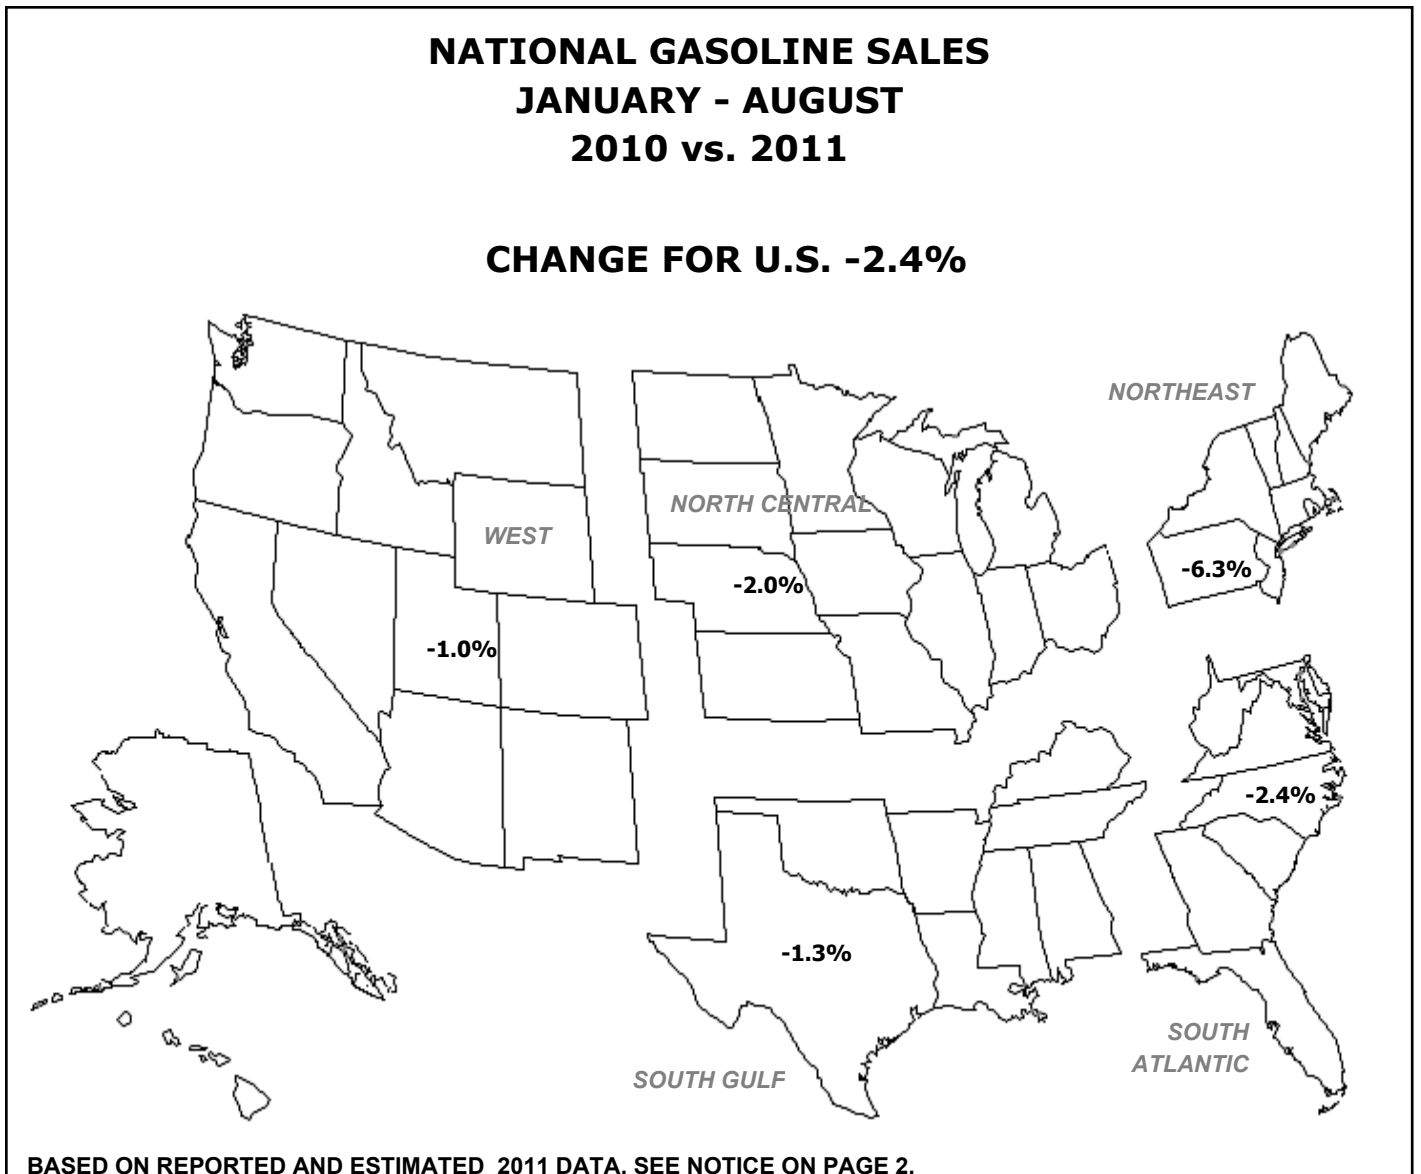 NATIONAL GASOLINE SALES
JANUARY - AUGUST
2010 vs. 2011
CHANGE FOR U.S. -2.4%
NORTHEAST
NORTH CENTRAL
WEST
-6.3%
-2.0%
-1.0%
-2.4%
-1.3%
SOUTH
ATLANTIC
SOUTH GULF
BASED ON REPORTED AND ESTIMATED 2011 DATA. SEE NOTICE ON PAGE 2.